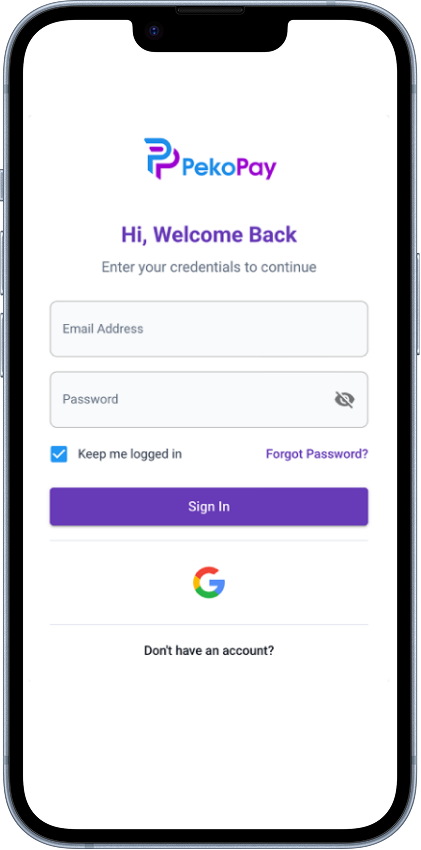 PekoPay
Hi, Welcome Back
Enter your credentials to continue
Email Address
Password
Keep me logged in Forgot Password?
Sign In
Don't have an account?